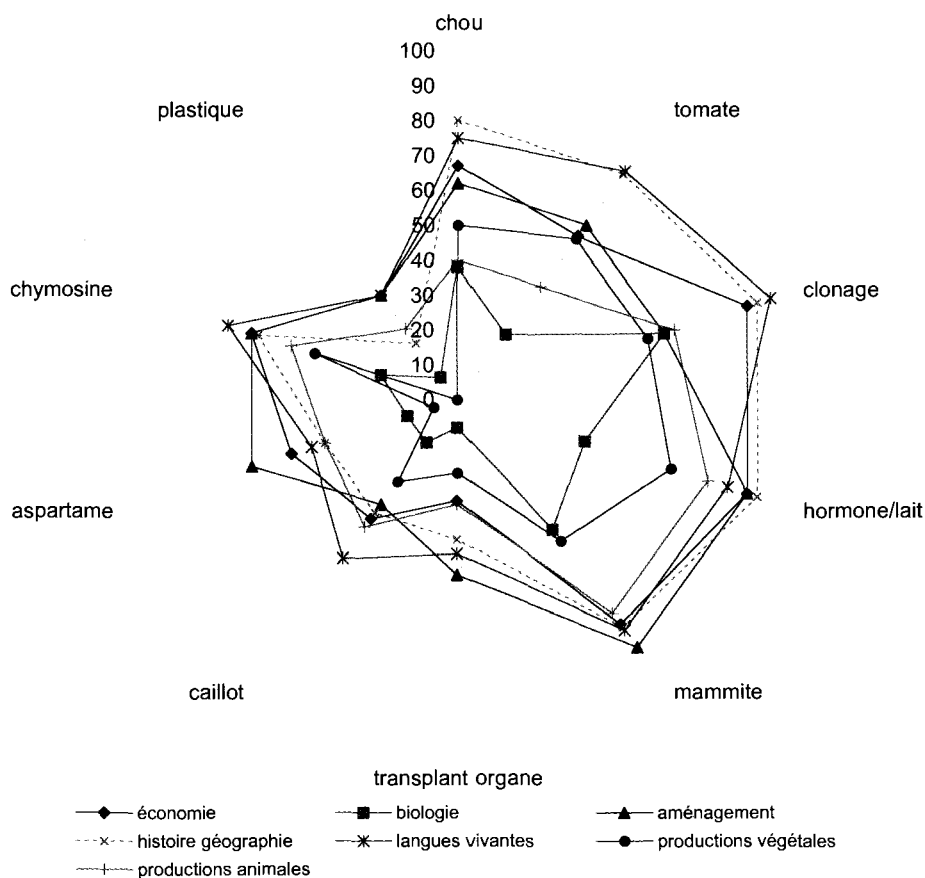 chou
100
90
plastique
tomate
80
70
60
50
40
chymosine
clonage
30
20
10
0
aspartame
hormone/lait
caillot
mammite
transplant organe
économie biologie aménagement
histoire géographie langues vivantes productions végétales
productions animales